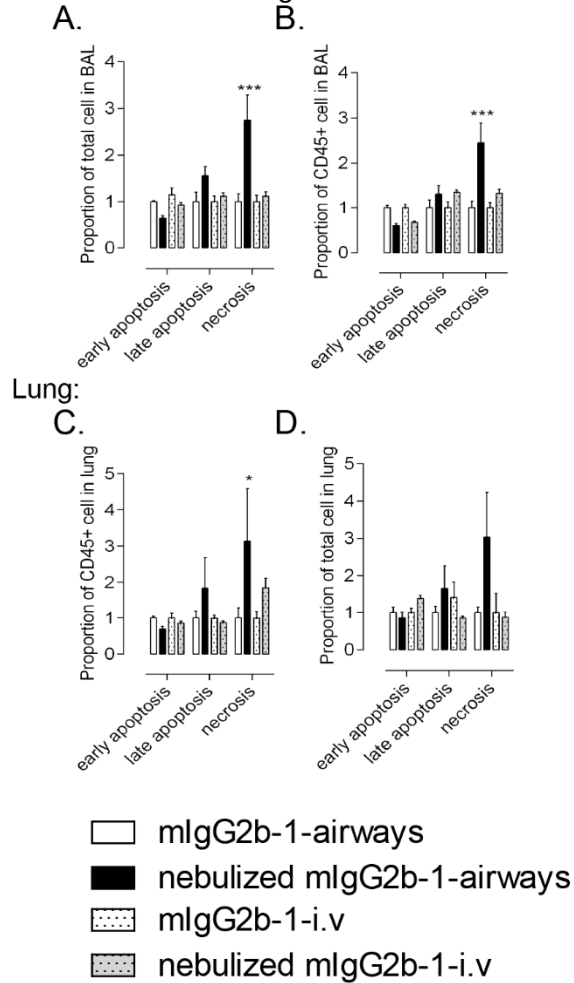 A.
B.
Proportion of total cell in BAL
4
3
2
1
0
***
early apoptosis
late apoptosis
necrosis
Proportion of CD45+ cell in BAL
4
3
2
1
0
***
early apoptosis
late apoptosis
necrosis
Lung:
C.
D.
Proportion of CD45+ cell in lung
5
4
3
2
1
0
*
early apoptosis
late apoptosis
necrosis
Proportion of total cell in lung
5
4
3
2
1
0
early apoptosis
late apoptosis
necrosis
mIgG2b-1-airways
nebulized mIgG2b-1-airways
mIgG2b-1-i.v
nebulized mIgG2b-1-i.v